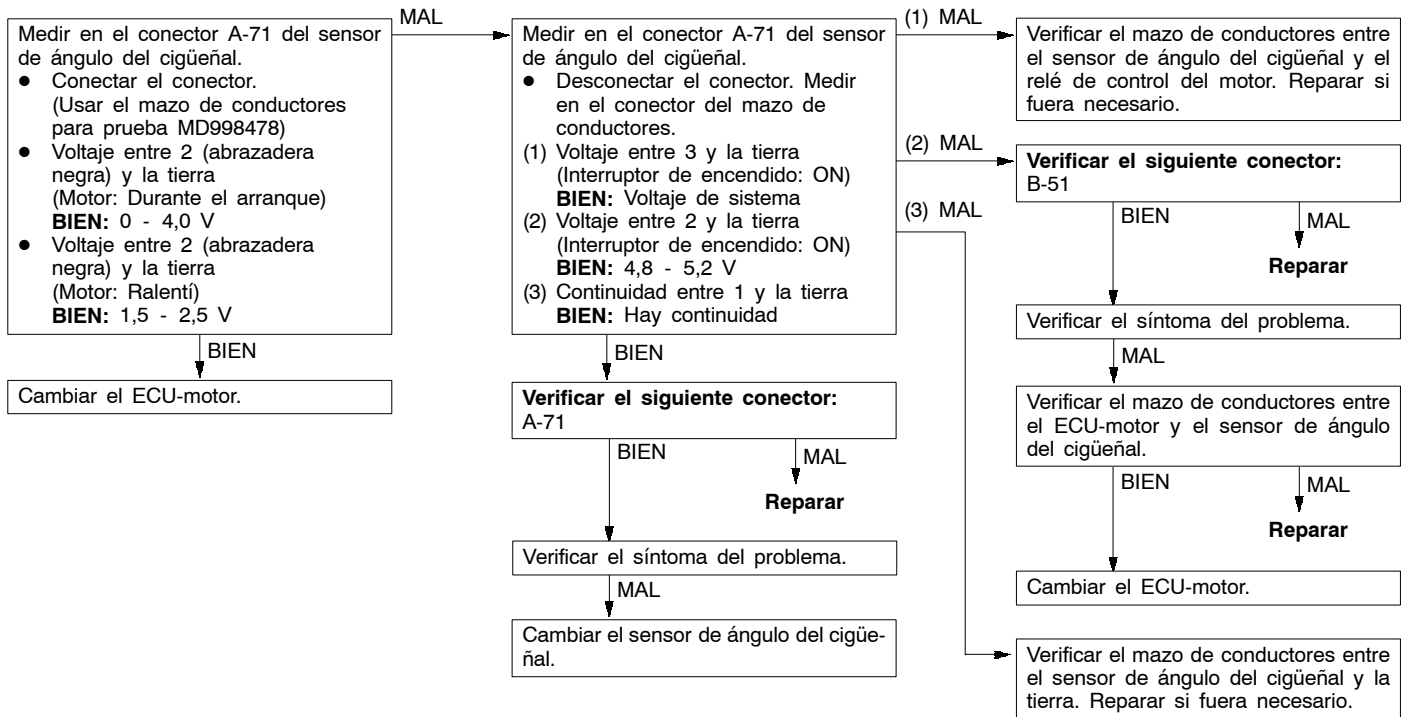 Medir en el conector A-71 del sensor
de ángulo del cigüeñal.
● Conectar el conector.
(Usar el mazo de conductores
para prueba MD998478)
● Voltaje entre 2 (abrazadera
negra) y la tierra
(Motor: Durante el arranque)
BIEN: 0 - 4,0 V
● Voltaje entre 2 (abrazadera
negra) y la tierra
(Motor: Ralentí)
BIEN: 1,5 - 2,5 V
BIEN
Cambiar el ECU-motor.
MAL
Medir en el conector A-71 del sensor
de ángulo del cigüeñal.
● Desconectar el conector. Medir
en el conector del mazo de
conductores.
(1) Voltaje entre 3 y la tierra
(Interruptor de encendido: ON)
BIEN: Voltaje de sistema
(2) Voltaje entre 2 y la tierra
(Interruptor de encendido: ON)
BIEN: 4,8 - 5,2 V
(3) Continuidad entre 1 y la tierra
BIEN: Hay continuidad
BIEN
Verificar el siguiente conector:
A-71
BIEN
MAL
Reparar
Verificar el síntoma del problema.
MAL
Cambiar el sensor de ángulo del cigüe-
ñal.
(1) MAL
Verificar el mazo de conductores entre
el sensor de ángulo del cigüeñal y el
relé de control del motor. Reparar si
fuera necesario.
(2) MAL
Verificar el siguiente conector:
B-51
BIEN
MAL
Reparar
Verificar el síntoma del problema.
MAL
Verificar el mazo de conductores entre
el ECU-motor y el sensor de ángulo
del cigüeñal.
BIEN
MAL
Reparar
Cambiar el ECU-motor.
(3) MAL
Verificar el mazo de conductores entre
el sensor de ángulo del cigüeñal y la
tierra. Reparar si fuera necesario.